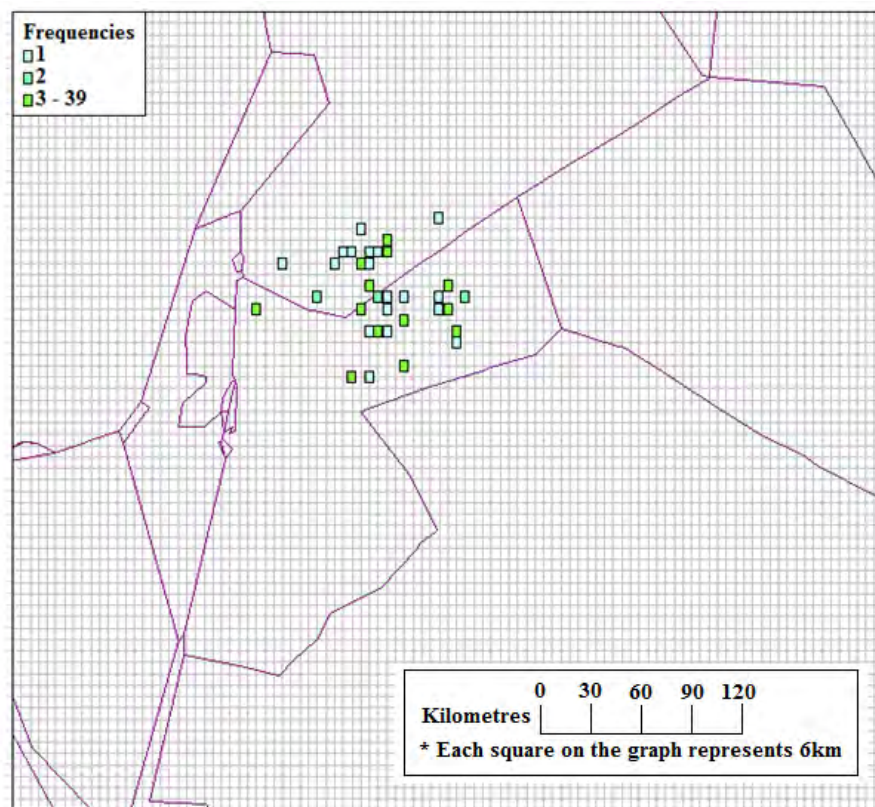 Frequencies
1
2
3 - 39
0 30 60 90 120
Kilometres
* Each square on the graph represents 6km